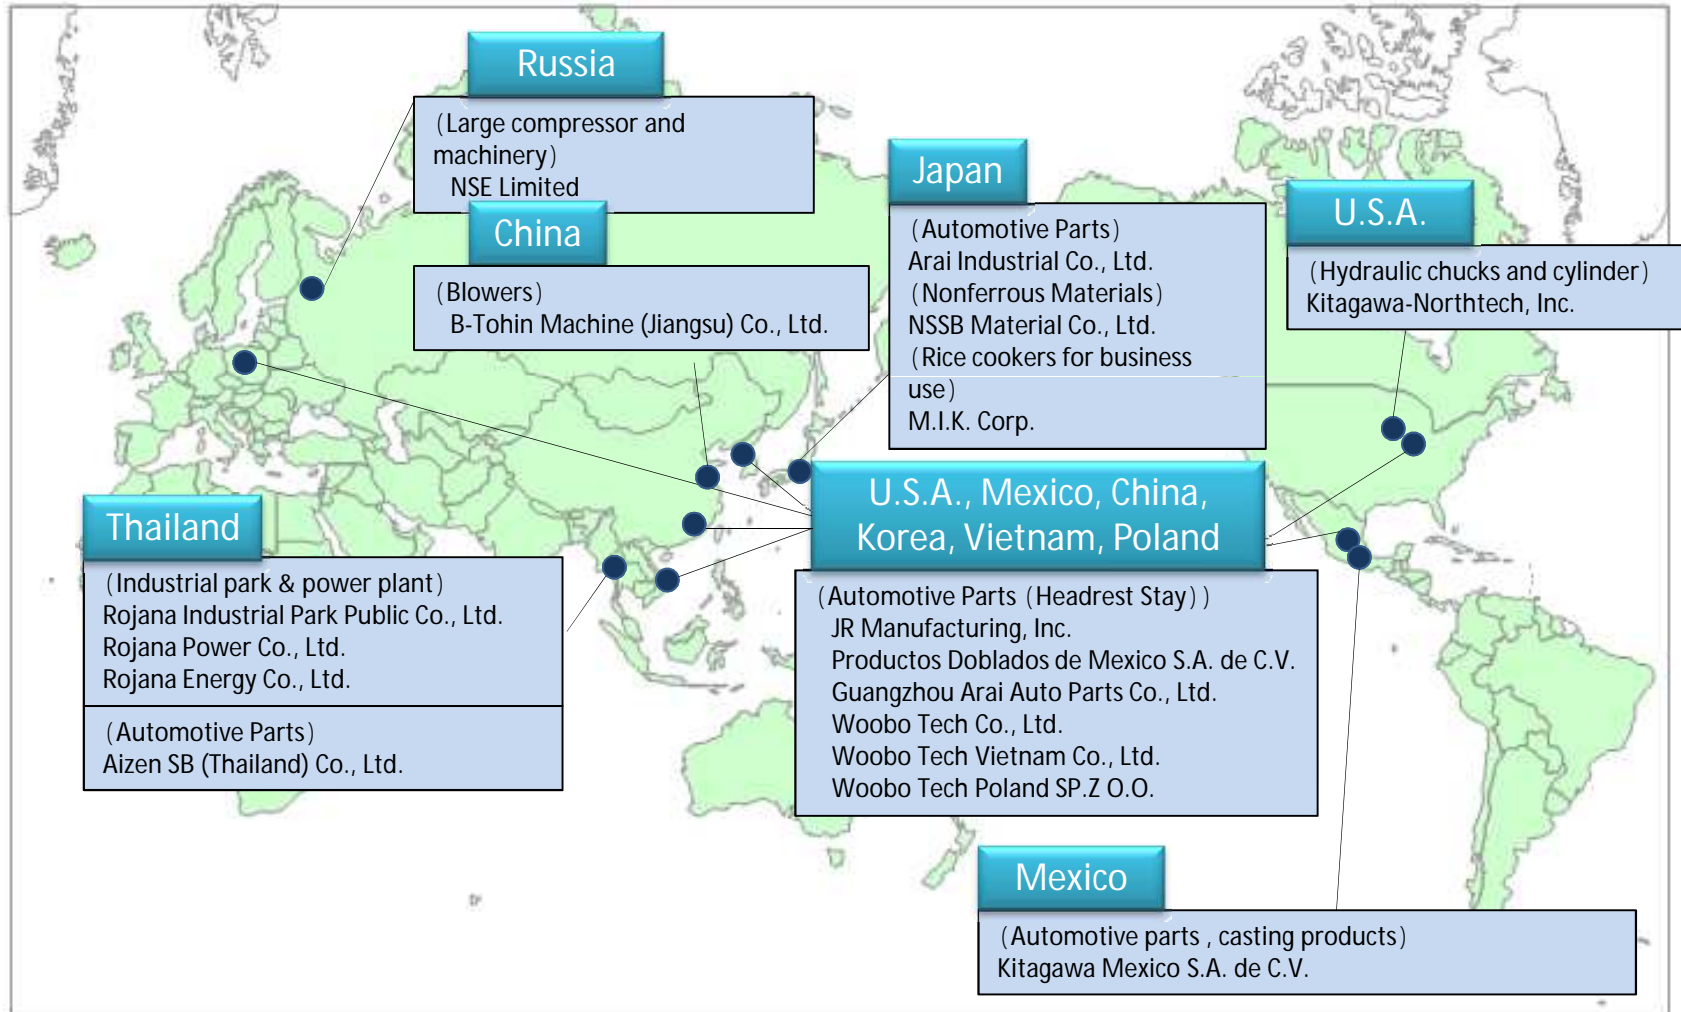 Russia
(Large compressor and
machinery)
NSE Limited
China
(Blowers)
B-Tohin Machine (Jiangsu) Co., Ltd.
Japan
(Automotive Parts)
Arai Industrial Co., Ltd.
(Nonferrous Materials)
NSSB Material Co., Ltd.
(Rice cookers for business
use)
M.I.K. Corp.
U.S.A.
(Hydraulic chucks and cylinder)
Kitagawa-Northtech, Inc.
Thailand
(Industrial park & power plant)
Rojana Industrial Park Public Co., Ltd.
Rojana Power Co., Ltd.
Rojana Energy Co., Ltd.
(Automotive Parts)
Aizen SB (Thailand) Co., Ltd.
U.S.A., Mexico, China,
Korea, Vietnam, Poland
(Automotive Parts (Headrest Stay))
JR Manufacturing, Inc.
Productos Doblados de Mexico S.A. de C.V.
Guangzhou Arai Auto Parts Co., Ltd.
Woobo Tech Co., Ltd.
Woobo Tech Vietnam Co., Ltd.
Woobo Tech Poland SP.Z O.O.
Mexico
(Automotive parts , casting products)
Kitagawa Mexico S.A. de C.V.